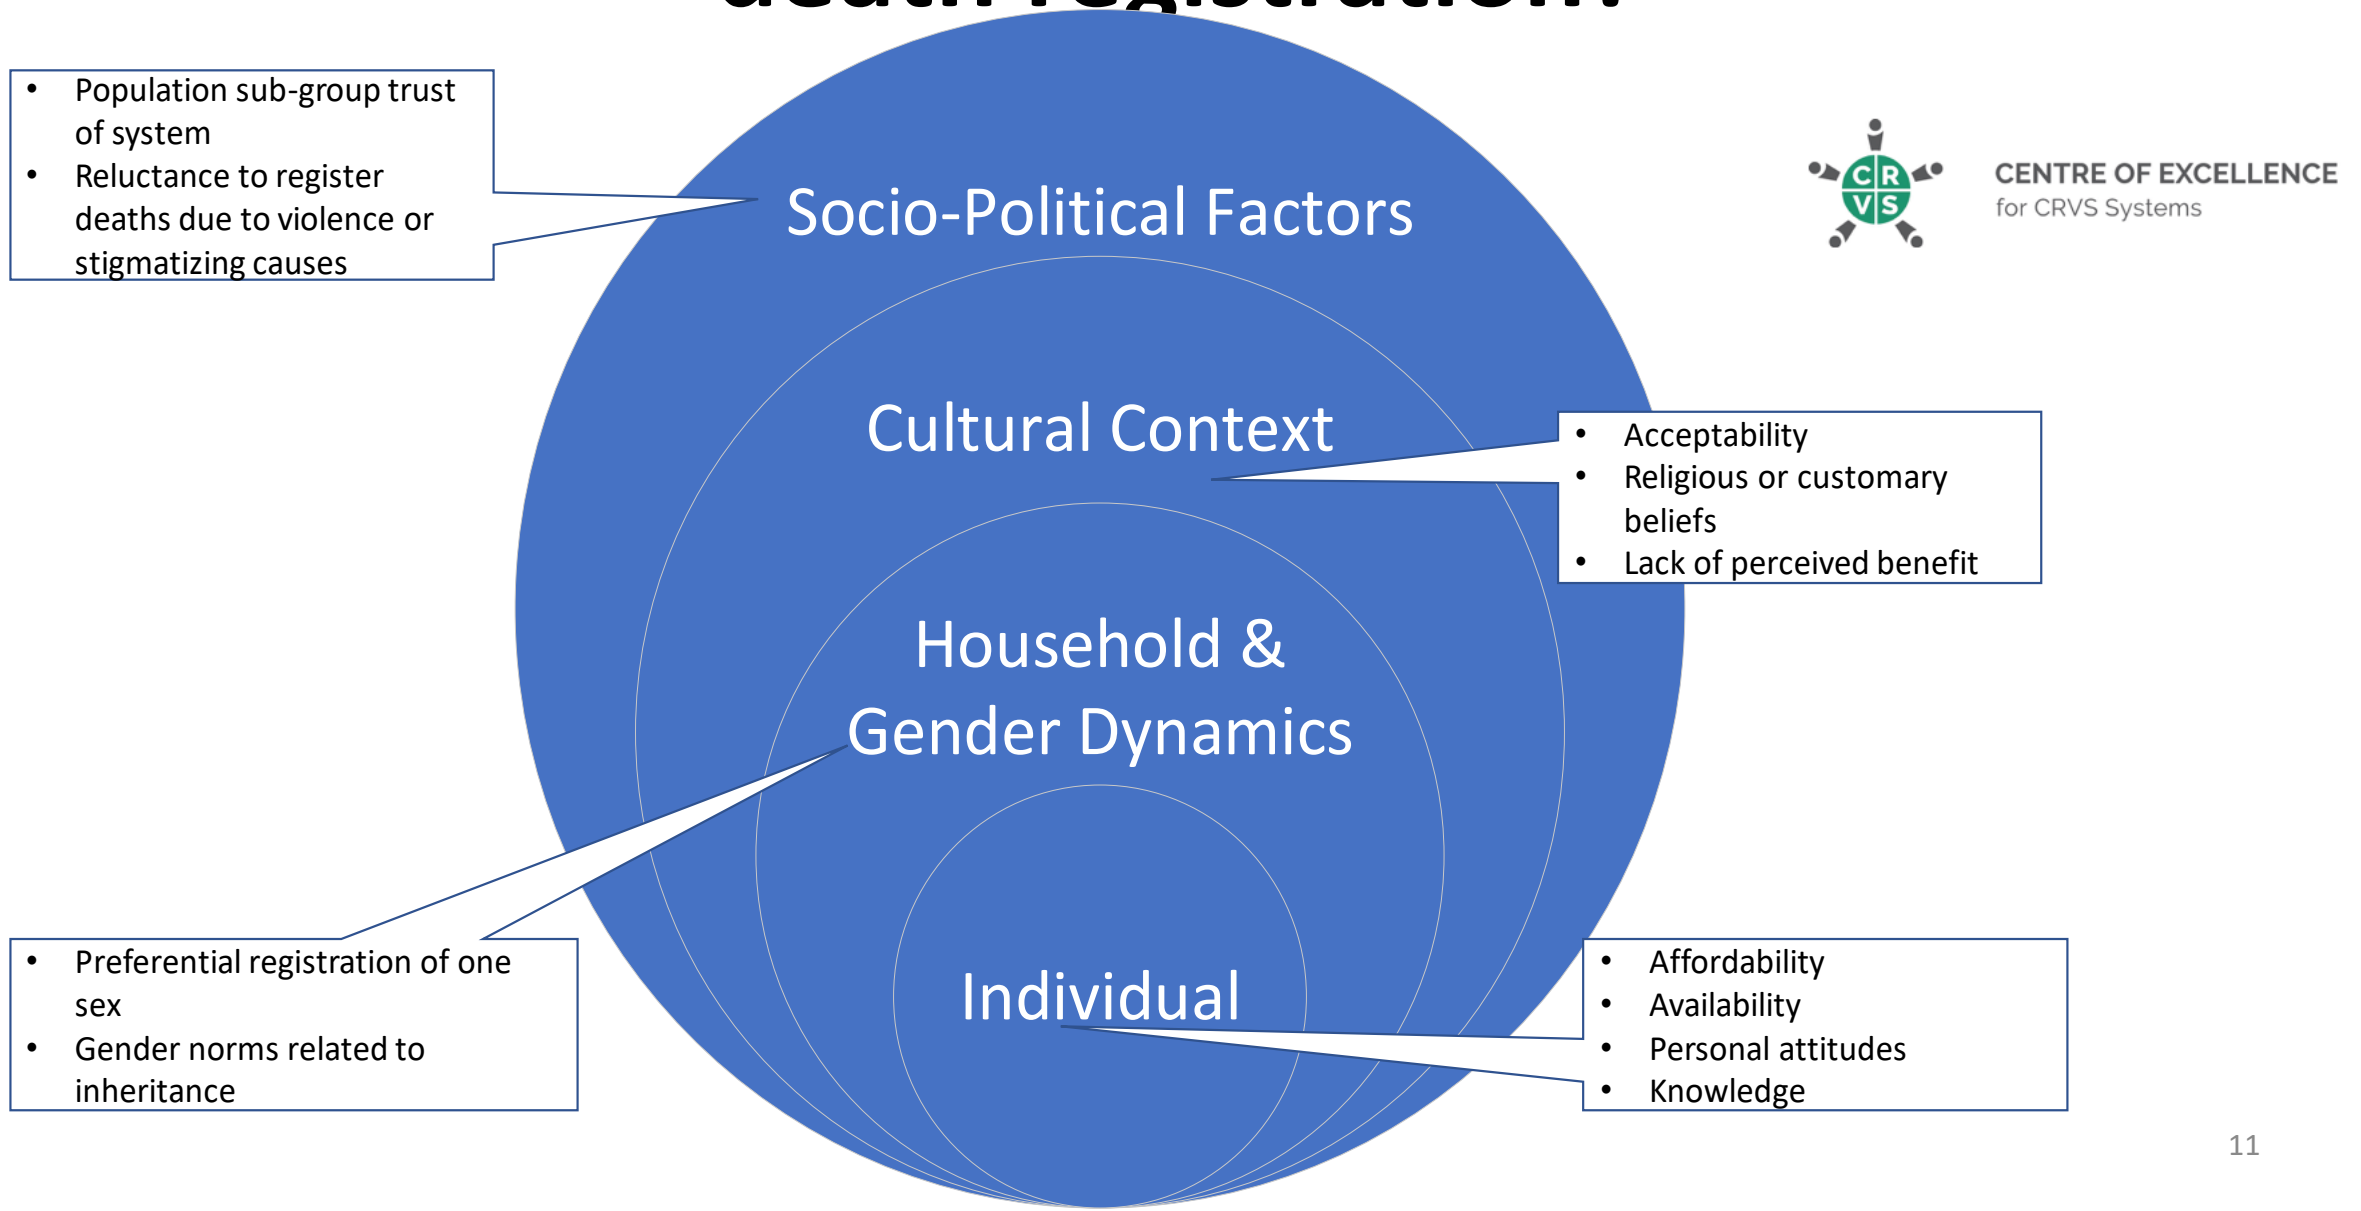 death registration?
• Population sub-group trust
of system
• Reluctance to register
deaths due to violence or
stigmatizing causes
Socio-Political Factors
C R
V S
CENTRE OF EXCELLENCE
for CRVS Systems
Cultural Context
• Acceptability
• Religious or customary
beliefs
• Lack of perceived benefit
Household &
Gender Dynamics
• Preferential registration of one
sex
• Gender norms related to
inheritance
Individual
• Affordability
• Availability
• Personal attitudes
• Knowledge
11